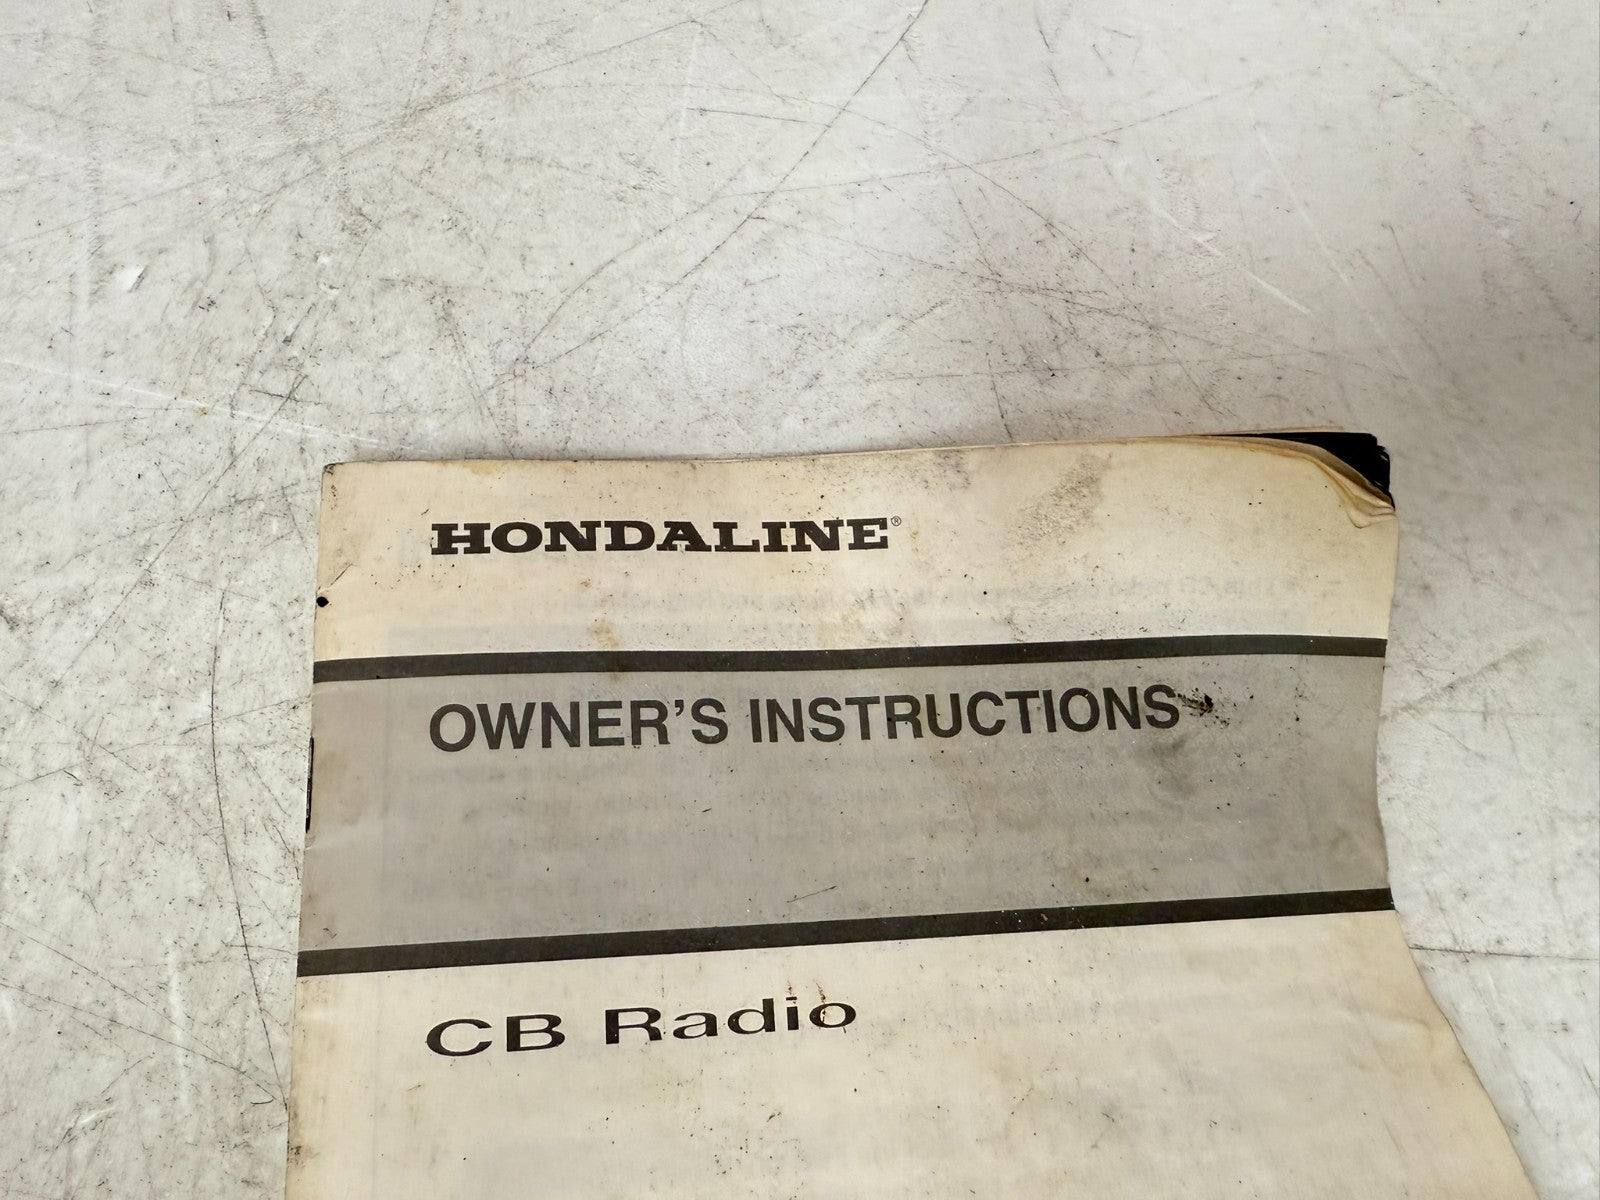 HONDALINE®
OWNER'S INSTRUCTIONS
CB Radio